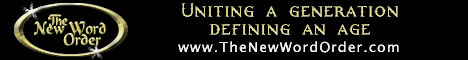 The
New Word
Order
Uniting a generation
defining an age
www.TheNewWordOrder.com